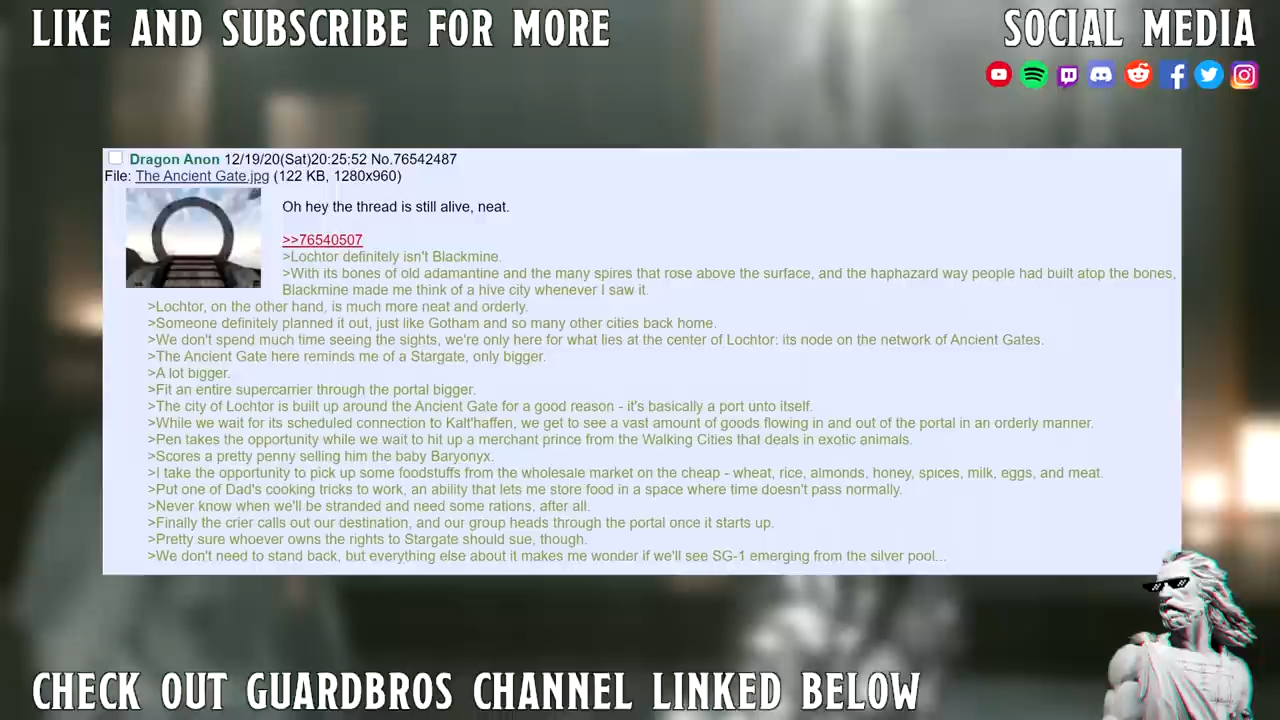 LIKE AND SUBSCRIBE FOR MORE
SOCIAL MEDIA
Dragon Anon 12/19/20(Sat)20:25:52 No.76542487
File: The Ancient Gate.jpg (122 KB, 1280x960)
Oh hey the thread is still alive, neat.
>>76540507
>Lochtor definitely isn't Blackmine.
>With its bones of old adamantine and the many spires that rose above the surface, and the haphazard way people had built atop the bones,
Blackmine made me think of a hive city whenever I saw it.
>Lochtor, on the other hand, is much more neat and orderly.
>Someone definitely planned it out, just like Gotham and so many other cities back home.
>We don't spend much time seeing the sights, we're only here for what lies at the center of Lochtor: its node on the network of Ancient Gates.
>The Ancient Gate here reminds me of a Stargate, only bigger.
>A lot bigger.
>Fit an entire supercarrier through the portal bigger.
>The city of Lochtor is built up around the Ancient Gate for a good reason - it's basically a port unto itself.
>While we wait for its scheduled connection to Kalt'haffen, we get to see a vast amount of goods flowing in and out of the portal in an orderly manner.
>Pen takes the opportunity while we wait to hit up a merchant prince from the Walking Cities that deals in exotic animals.
>Scores a pretty penny selling him the baby Baryonyx.
>I take the opportunity to pick up some foodstuffs from the wholesale market on the cheap - wheat, rice, almonds, honey, spices, milk, eggs, and meat.
>Put one of Dad's cooking tricks to work, an ability that lets me store food in a space where time doesn't pass normally.
>Never know when we'll be stranded and need some rations, after all.
>Finally the crier calls out our destination, and our group heads through the portal once it starts up.
>Pretty sure whoever owns the rights to Stargate should sue, though.
>We don't need to stand back, but everything else about it makes me wonder if we'll see SG-1 emerging from the silver pool...
CHECK OUT GUARDBROS CHANNEL LINKED BELOW